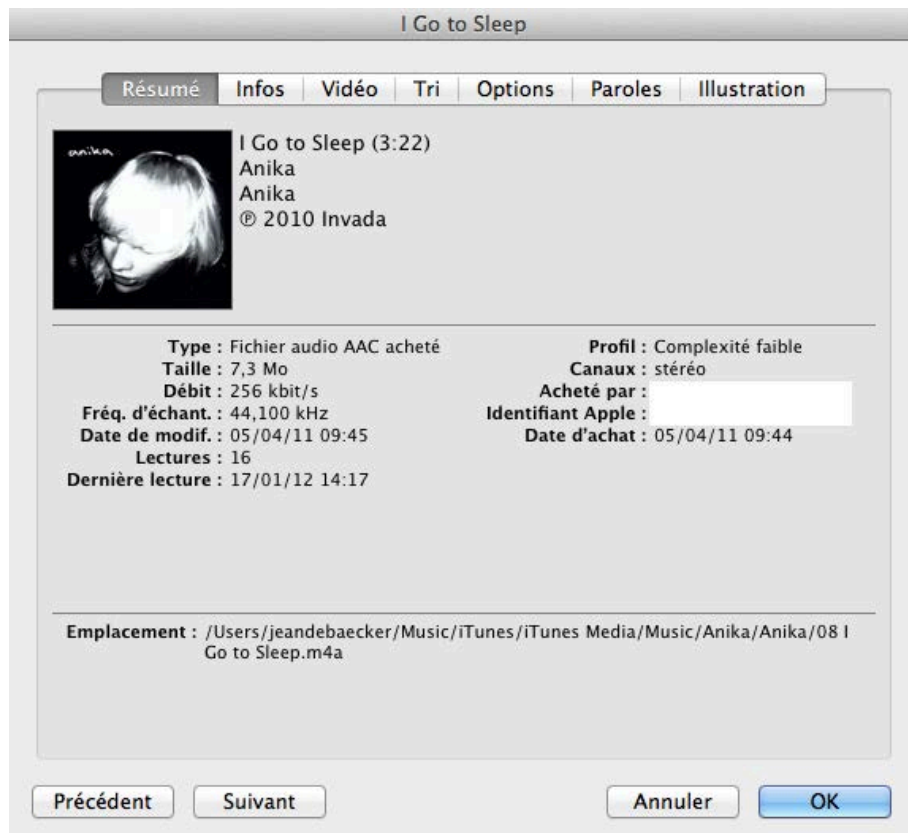 I Go to Sleep
Résumé Infos Vidéo Tri Options Paroles Illustration
anika
I Go to Sleep (3:22)
Anika
Anika
℗ 2010 Invada
Type : Fichier audio AAC acheté
Taille : 7,3 Mo
Débit : 256 kbit/s
Fréq. d'échant. : 44,100 kHz
Date de modif. : 05/04/11 09:45
Lectures : 16
Dernière lecture : 17/01/12 14:17
Profil : Complexité faible
Canaux : stéréo
Acheté par :
Identifiant Apple :
Date d'achat : 05/04/11 09:44
Emplacement : /Users/jeandebaecker/Music/iTunes/iTunes Media/Music/Anika/Anika/08 I
Go to Sleep.m4a
Précédent Suivant Annuler OK